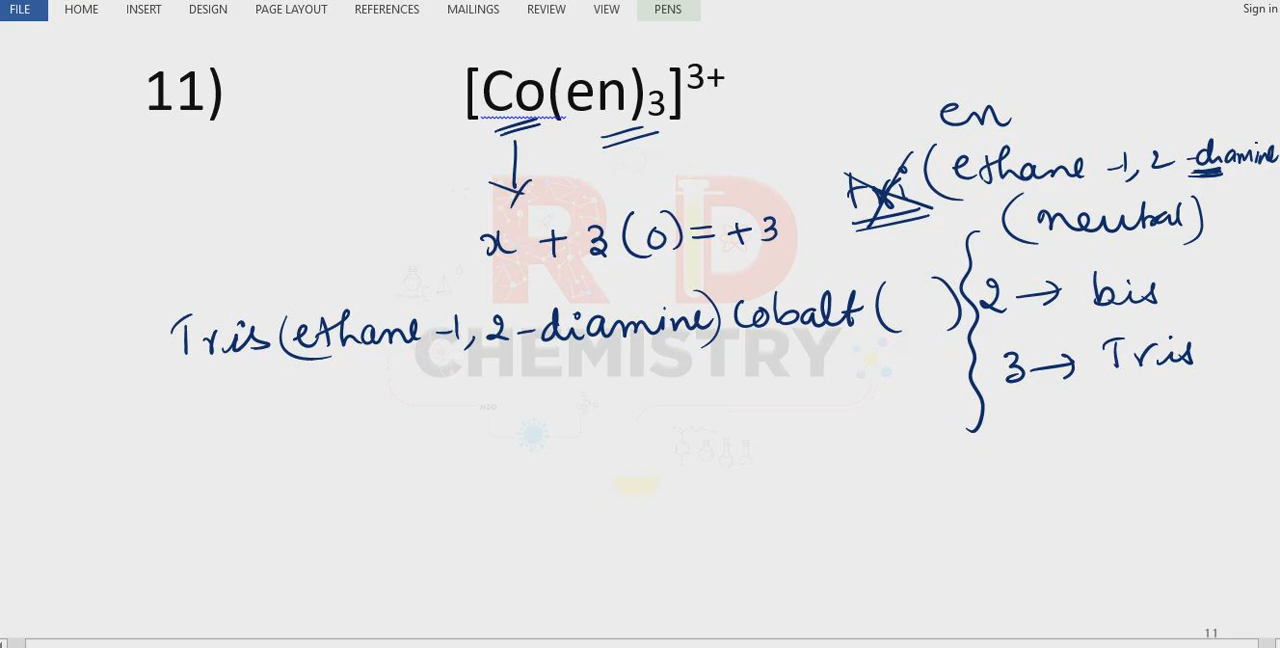 FILE HOME INSERT DESIGN PAGE LAYOUT REFERENCES MAILINGS REVIEW VIEW PENS Sign in
11) [Co(en)₃]³⁺
en
(ethane-1, 2-diamine
(neutral)
x + 3(0) = +3
2 → bis
Tris(ethane-1, 2-diamine) Cobalt( )
3 → Tris
R D
CHEMISTRY
11